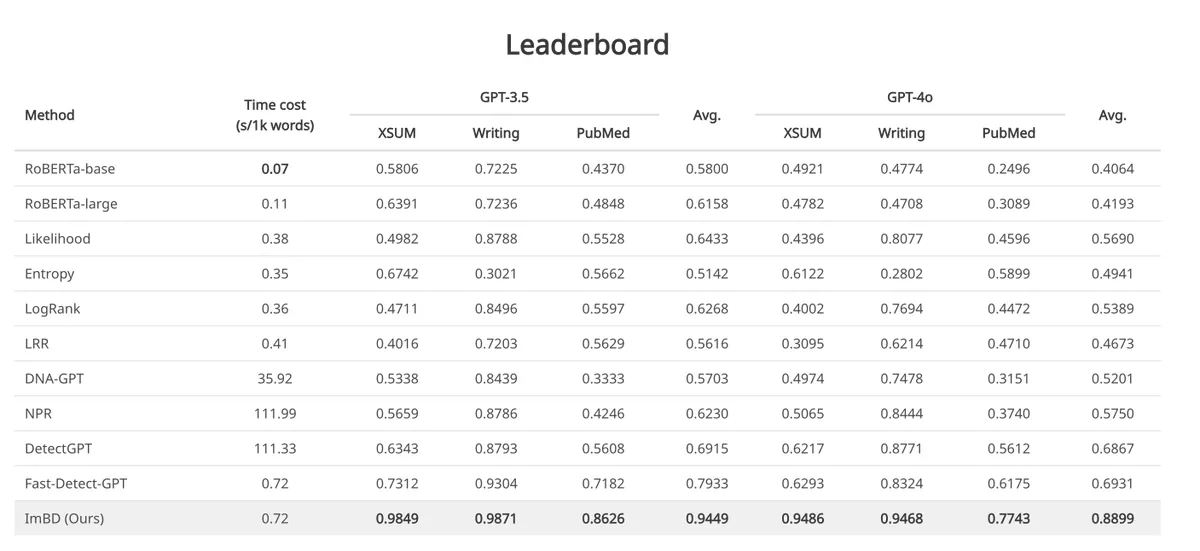 Leaderboard
Method Time cost (s/1k words) GPT-3.5 Avg. GPT-4o Avg.
XSUM Writing PubMed XSUM Writing PubMed
RoBERTa-base 0.07 0.5806 0.7225 0.4370 0.5800 0.4921 0.4774 0.2496 0.4064
RoBERTa-large 0.11 0.6391 0.7236 0.4848 0.6158 0.4782 0.4708 0.3089 0.4193
Likelihood 0.38 0.4982 0.8788 0.5528 0.6433 0.4396 0.8077 0.4596 0.5690
Entropy 0.35 0.6742 0.3021 0.5662 0.5142 0.6122 0.2802 0.5899 0.4941
LogRank 0.36 0.4711 0.8496 0.5597 0.6268 0.4002 0.7694 0.4472 0.5389
LRR 0.41 0.4016 0.7203 0.5629 0.5616 0.3095 0.6214 0.4710 0.4673
DNA-GPT 35.92 0.5338 0.8439 0.3333 0.5703 0.4974 0.7478 0.3151 0.5201
NPR 111.99 0.5659 0.8786 0.4246 0.6230 0.5065 0.8444 0.3740 0.5750
DetectGPT 111.33 0.6343 0.8793 0.5608 0.6915 0.6217 0.8771 0.5612 0.6867
Fast-Detect-GPT 0.72 0.7312 0.9304 0.7182 0.7933 0.6293 0.8324 0.6175 0.6931
ImBD (Ours) 0.72 0.9849 0.9871 0.8626 0.9449 0.9486 0.9468 0.7743 0.8899